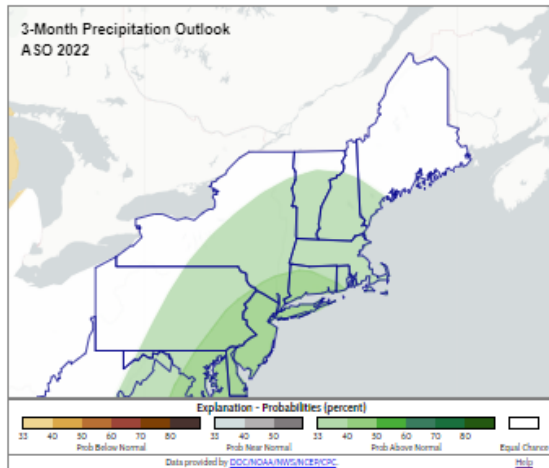 3-Month Precipitation Outlook
ASO 2022
Explanation - Probabilities (percent)
33 40 50 60 70 80 33 40 50 60 33 40 50 60 70 80
Prob Below Normal Prob Near Normal Prob Above Normal Equal Chance
Data provided by DOC/NOAA/NWS/NCEP/CPC. Help